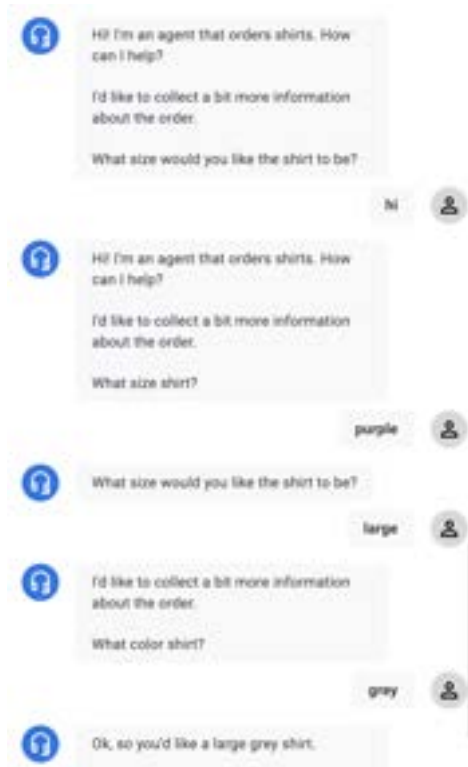 Hi! I'm an agent that orders shirts. How
can I help?
I'd like to collect a bit more information
about the order.
What size would you like the shirt to be?
hi
Hi! I'm an agent that orders shirts. How
can I help?
I'd like to collect a bit more information
about the order.
What size shirt?
purple
What size would you like the shirt to be?
large
I'd like to collect a bit more information
about the order.
What color shirt?
grey
Ok, so you'd like a large grey shirt.